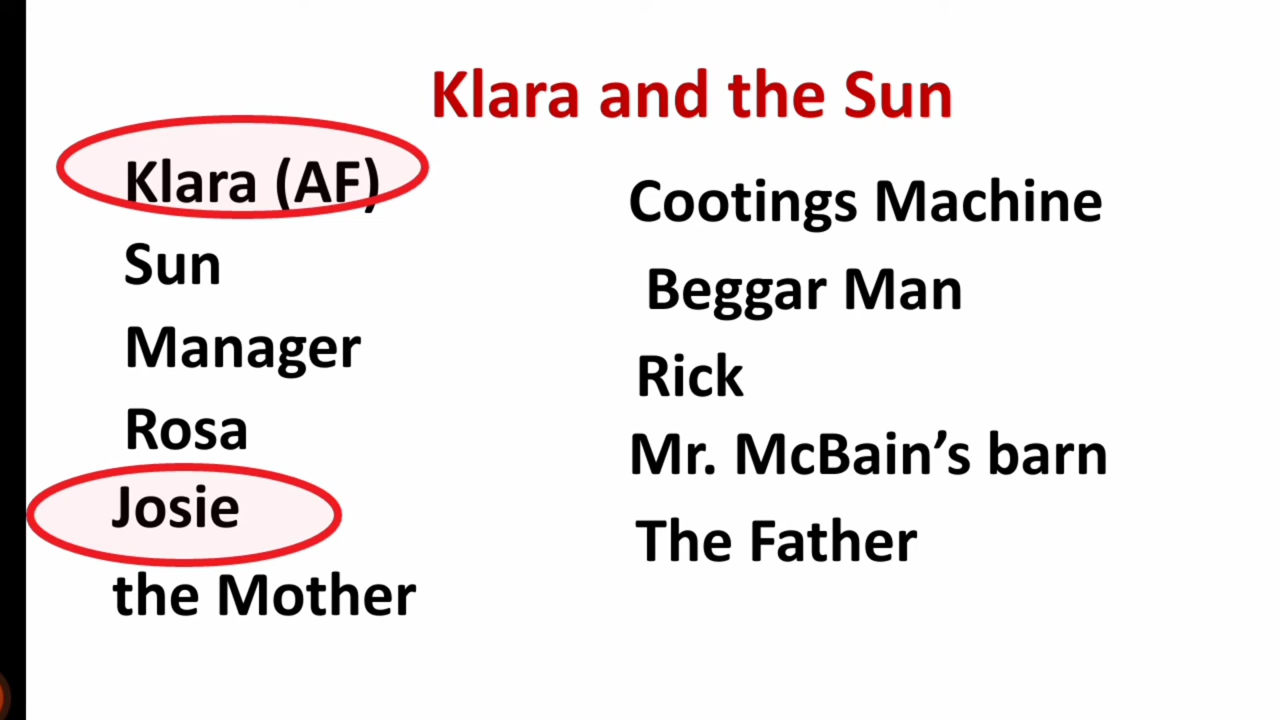 Klara and the Sun
Klara (AF)
Sun
Manager
Rosa
Josie
the Mother
Cootings Machine
Beggar Man
Rick
Mr. McBain’s barn
The Father